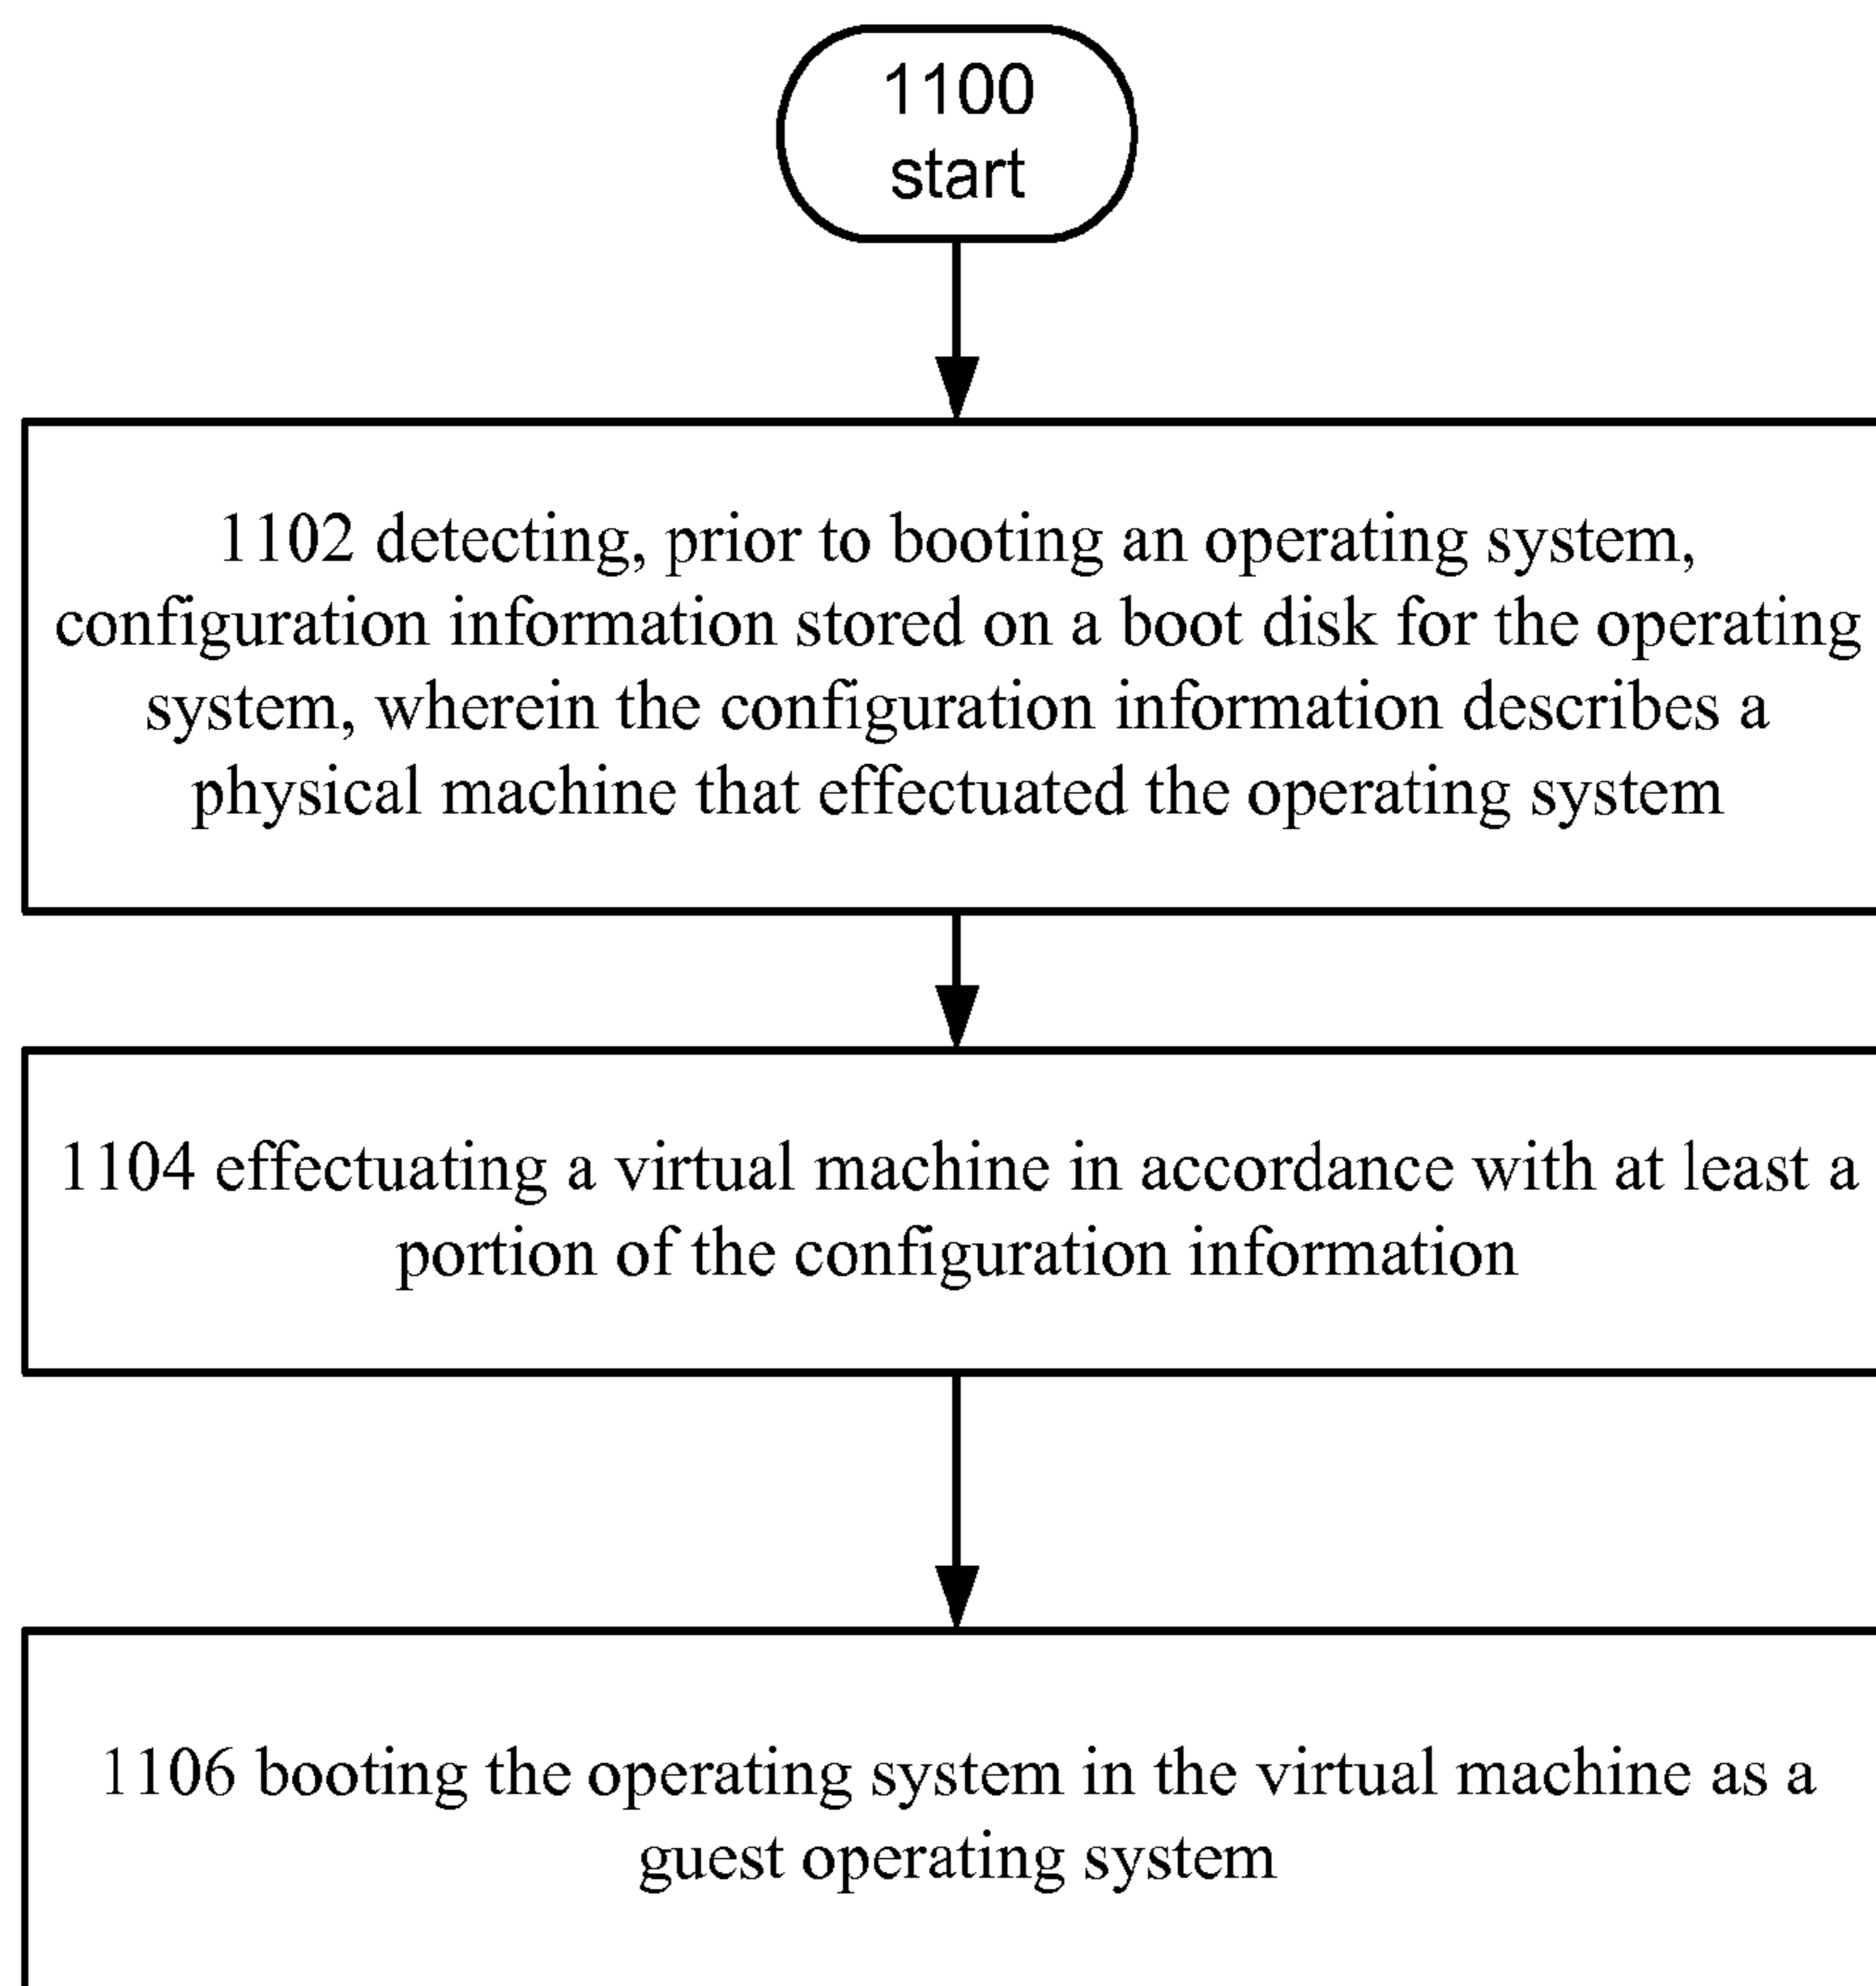 1100
start
1102 detecting, prior to booting an operating system,
configuration information stored on a boot disk for the operating
system, wherein the configuration information describes a
physical machine that effectuated the operating system
1104 effectuating a virtual machine in accordance with at least a
portion of the configuration information
1106 booting the operating system in the virtual machine as a
guest operating system